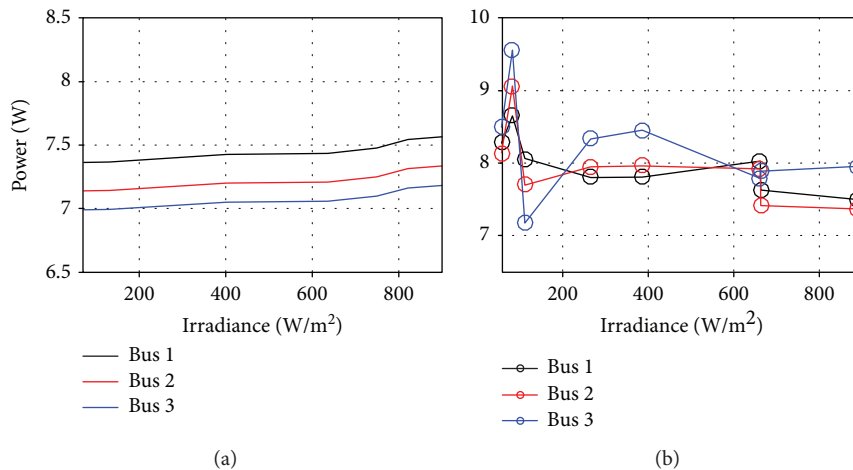 8.5
8
7.5
7
6.5
Power (W)
200
400
600
800
Irradiance (W/m²)
Bus 1
Bus 2
Bus 3
(a)
10
9
8
7
200
400
600
800
Irradiance (W/m²)
Bus 1
Bus 2
Bus 3
(b)